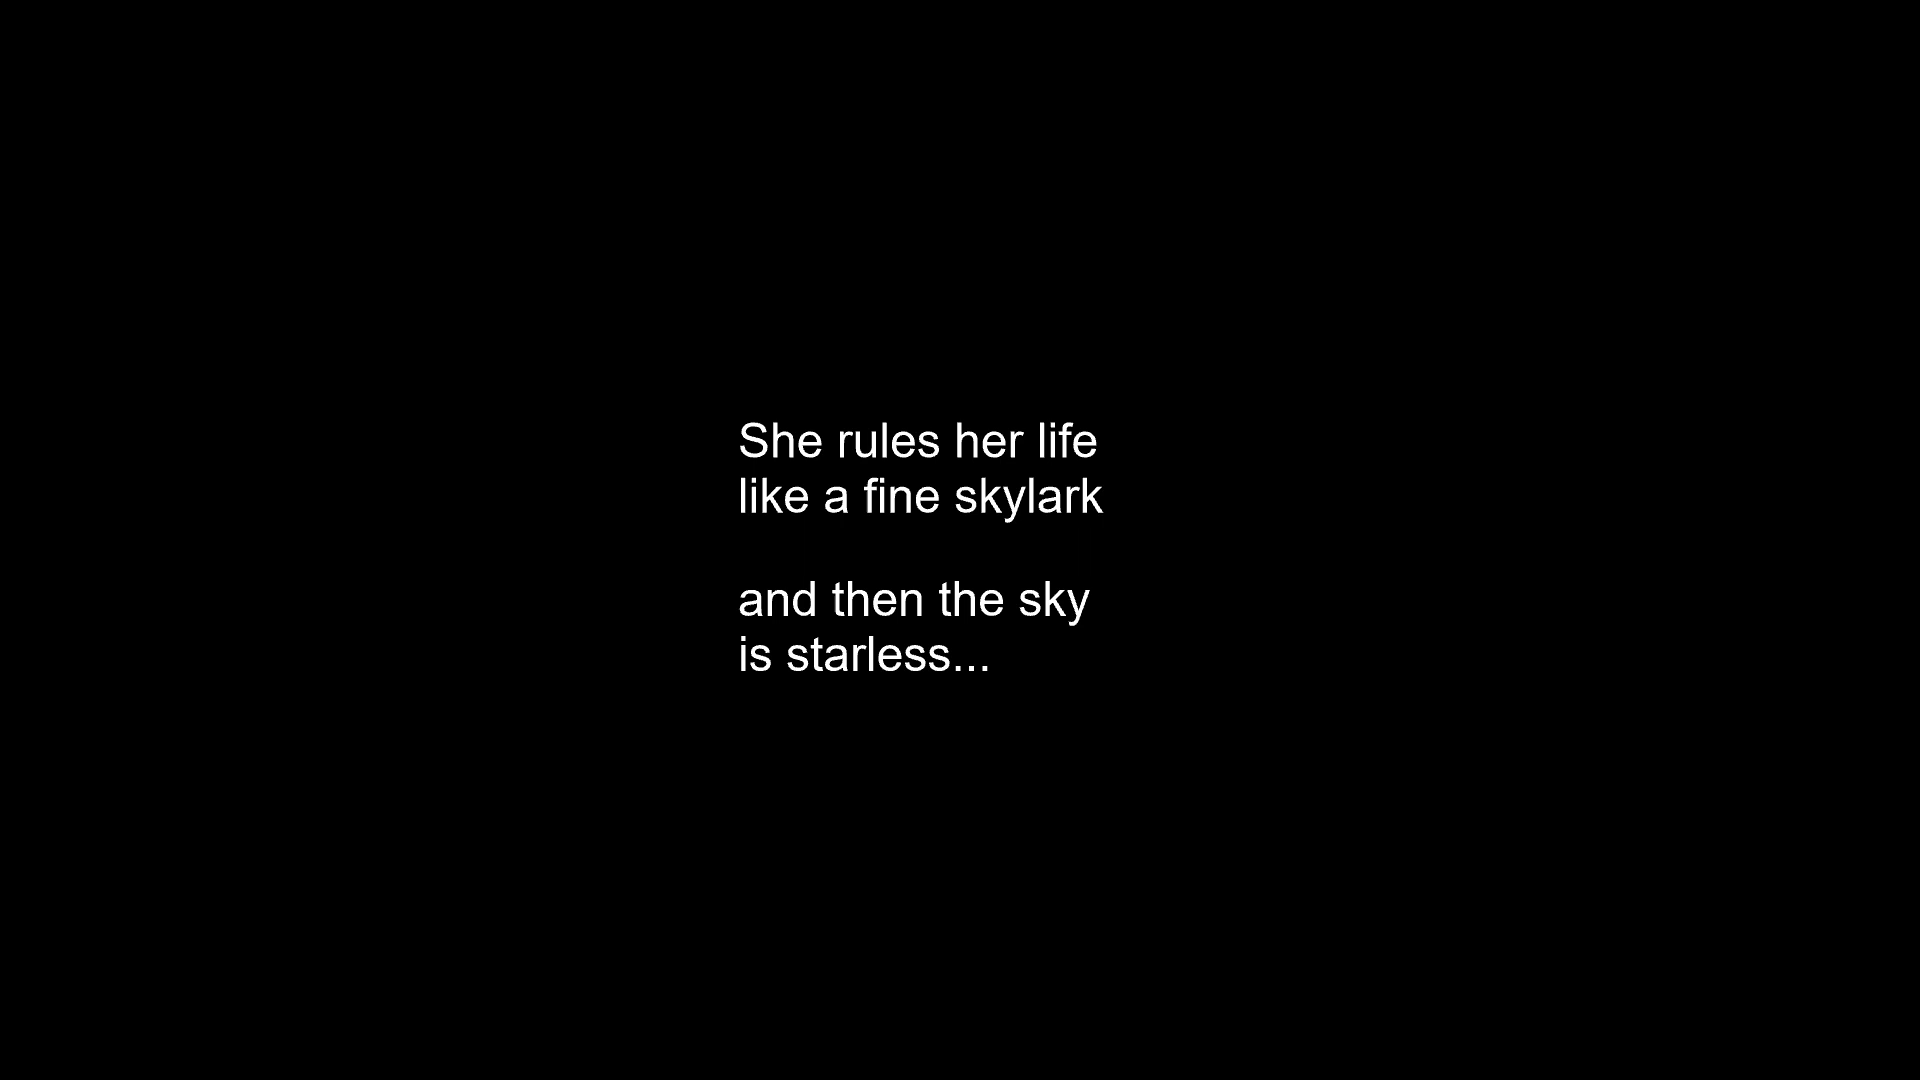 She rules her life
like a fine skylark
and then the sky
is starless...